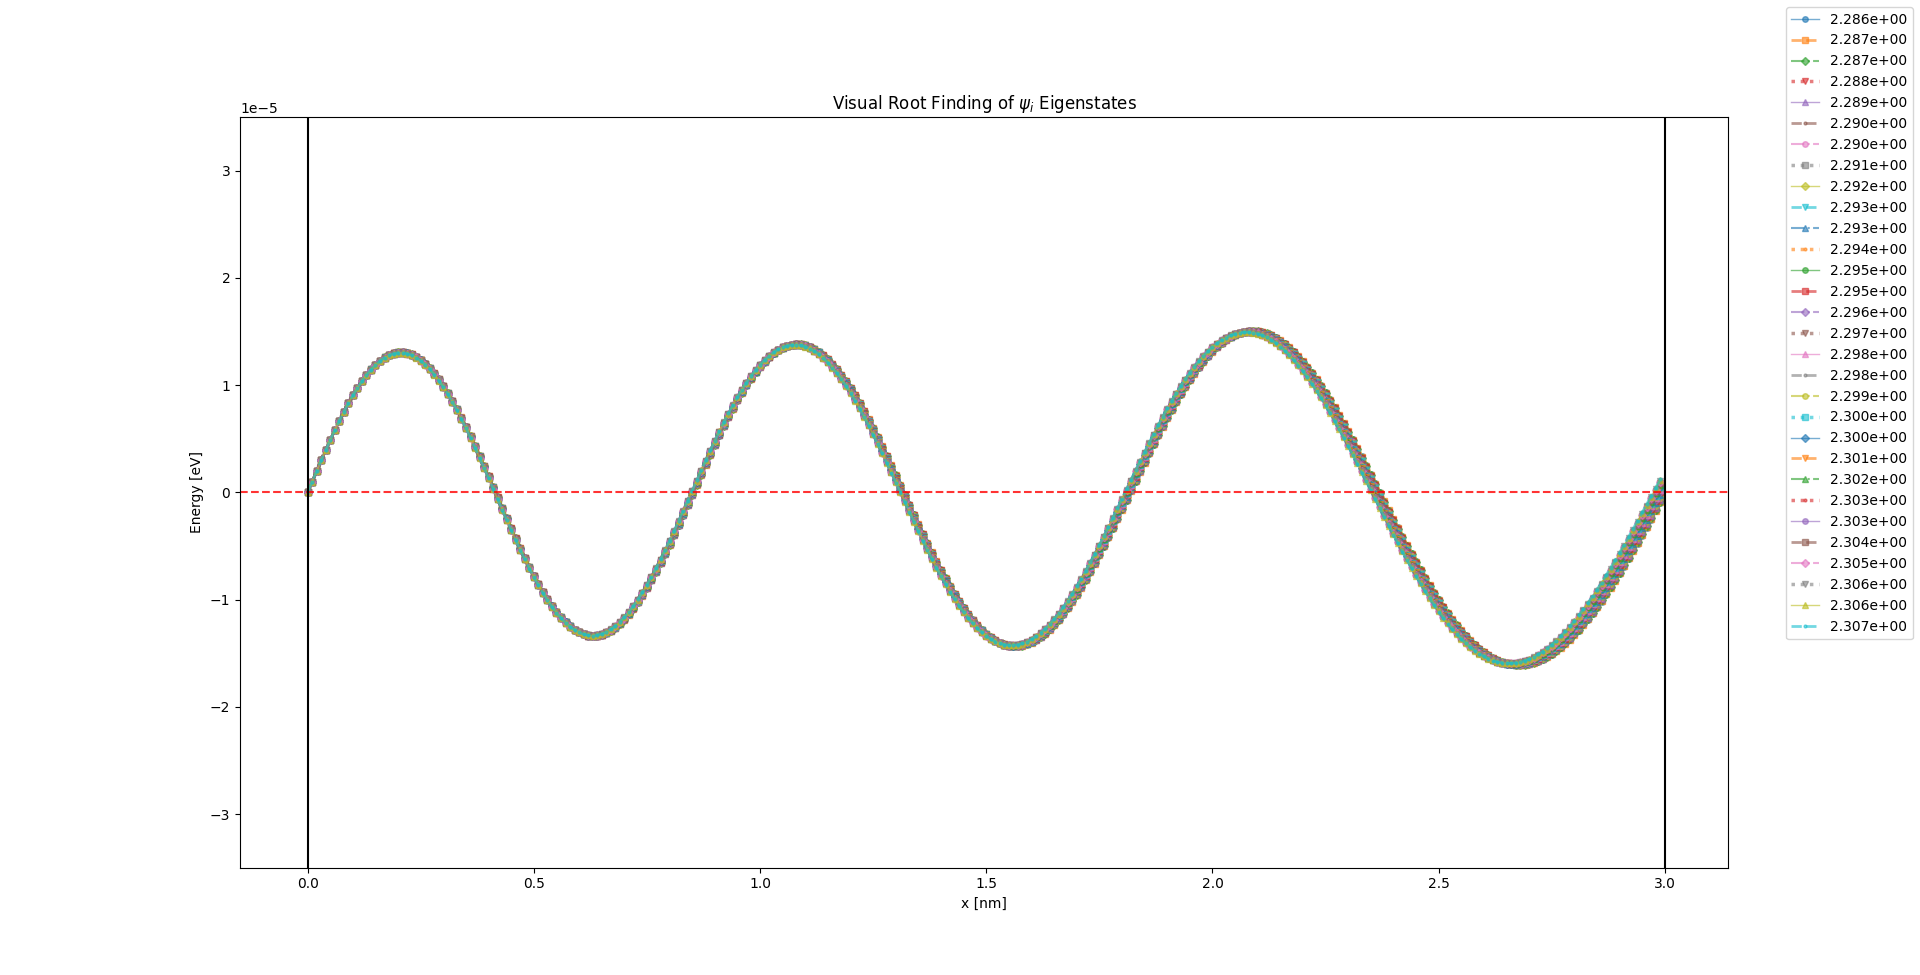 Visual Root Finding of ψi Eigenstates
1e−5
3
2
1
0
−1
−2
−3
Energy [eV]
0.0 0.5 1.0 1.5 2.0 2.5 3.0
x [nm]
2.286e+00
2.287e+00
2.287e+00
2.288e+00
2.289e+00
2.290e+00
2.290e+00
2.291e+00
2.292e+00
2.293e+00
2.293e+00
2.294e+00
2.295e+00
2.295e+00
2.296e+00
2.297e+00
2.298e+00
2.298e+00
2.299e+00
2.300e+00
2.300e+00
2.301e+00
2.302e+00
2.303e+00
2.303e+00
2.304e+00
2.305e+00
2.306e+00
2.306e+00
2.307e+00